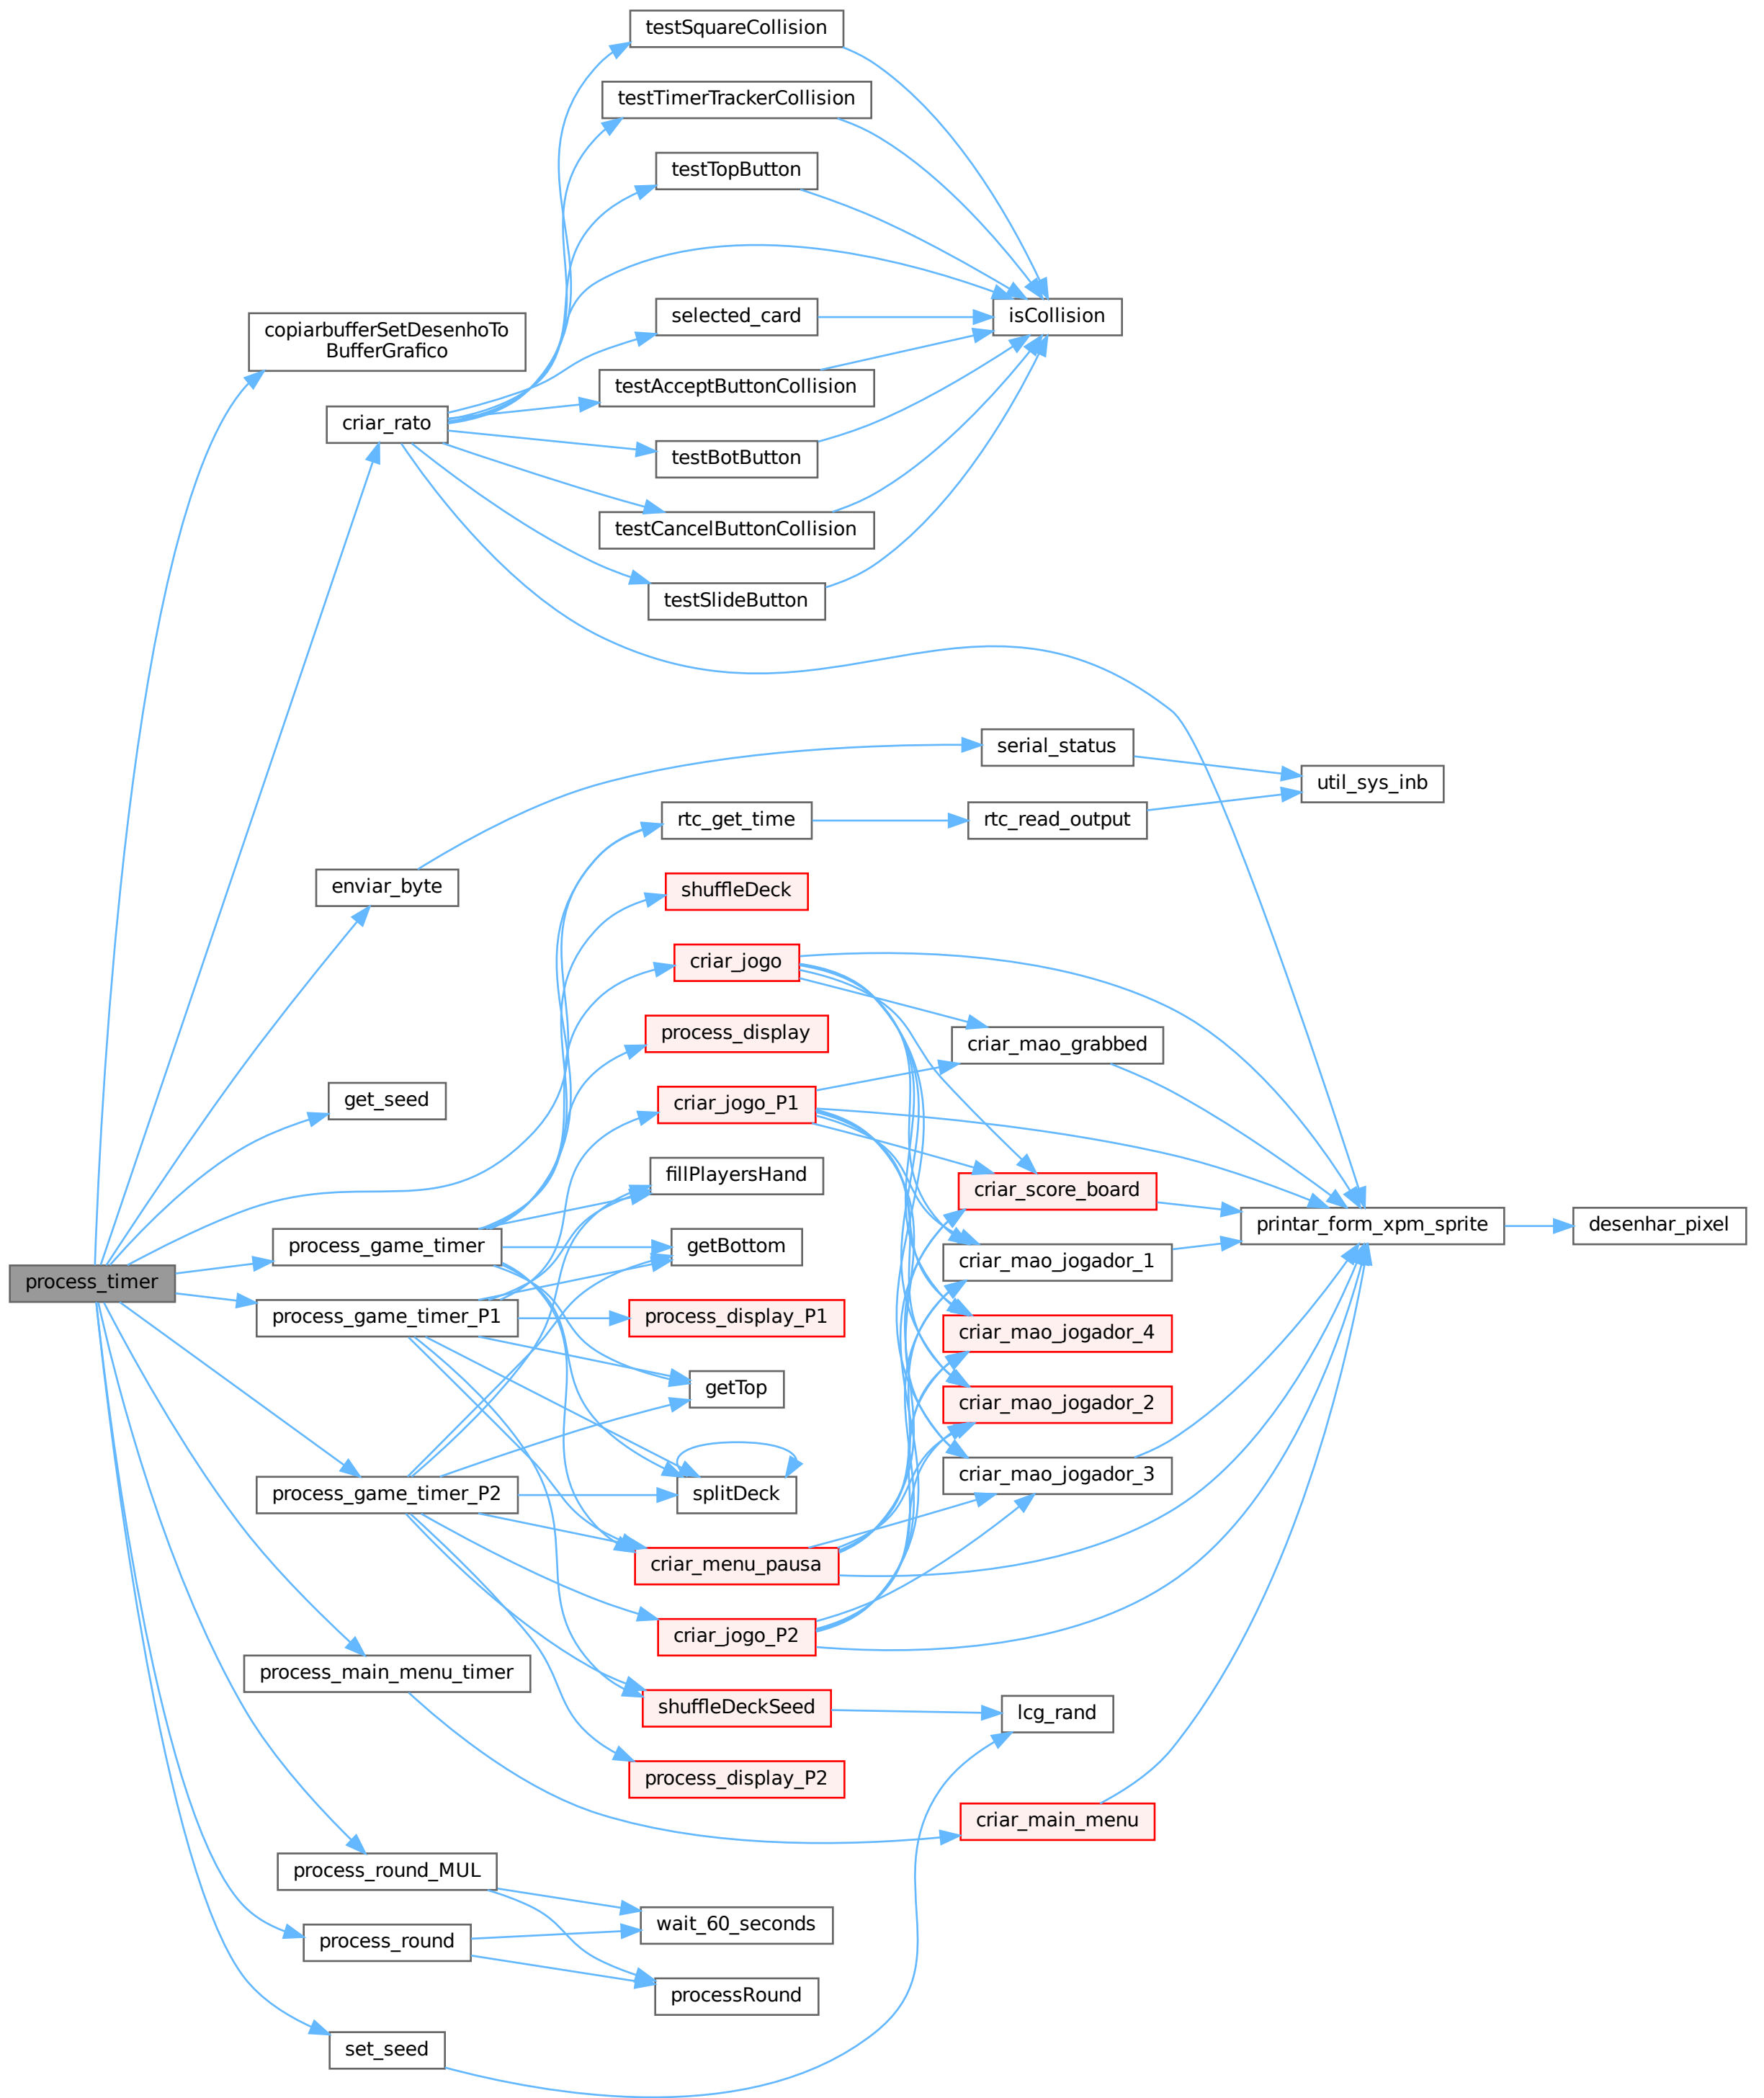 testSquareCollision
testTimerTrackerCollision
testTopButton
copiarbufferSetDesenhoTo
BufferGrafico
selected_card
isCollision
testAcceptButtonCollision
criar_rato
testBotButton
testCancelButtonCollision
testSlideButton
serial_status
util_sys_inb
rtc_get_time
rtc_read_output
enviar_byte
shuffleDeck
criar_jogo
process_display
criar_mao_grabbed
get_seed
criar_jogo_P1
fillPlayersHand
criar_score_board
printar_form_xpm_sprite
desenhar_pixel
process_game_timer
getBottom
criar_mao_jogador_1
process_timer
process_game_timer_P1
process_display_P1
criar_mao_jogador_4
getTop
criar_mao_jogador_2
process_game_timer_P2
splitDeck
criar_mao_jogador_3
criar_menu_pausa
criar_jogo_P2
process_main_menu_timer
shuffleDeckSeed
lcg_rand
process_display_P2
criar_main_menu
process_round_MUL
wait_60_seconds
process_round
processRound
set_seed